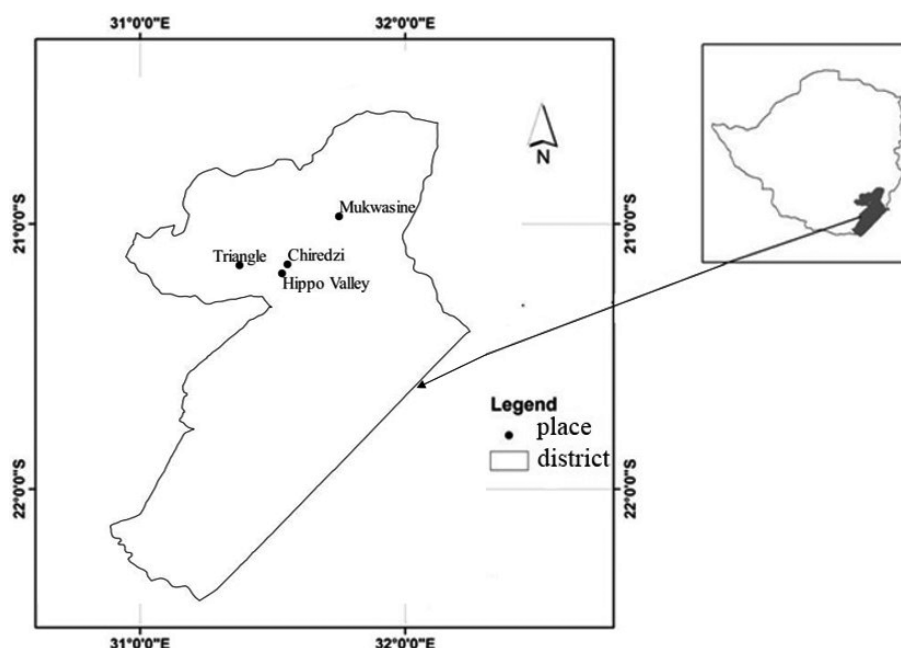 31°0'0"E 32°0'0"E
21°0'0"S
21°0'0"S
22°0'0"S
22°0'0"S
N
Mukwasine
Triangle
Chiredzi
Hippo Valley
Legend
place
district
31°0'0"E 32°0'0"E